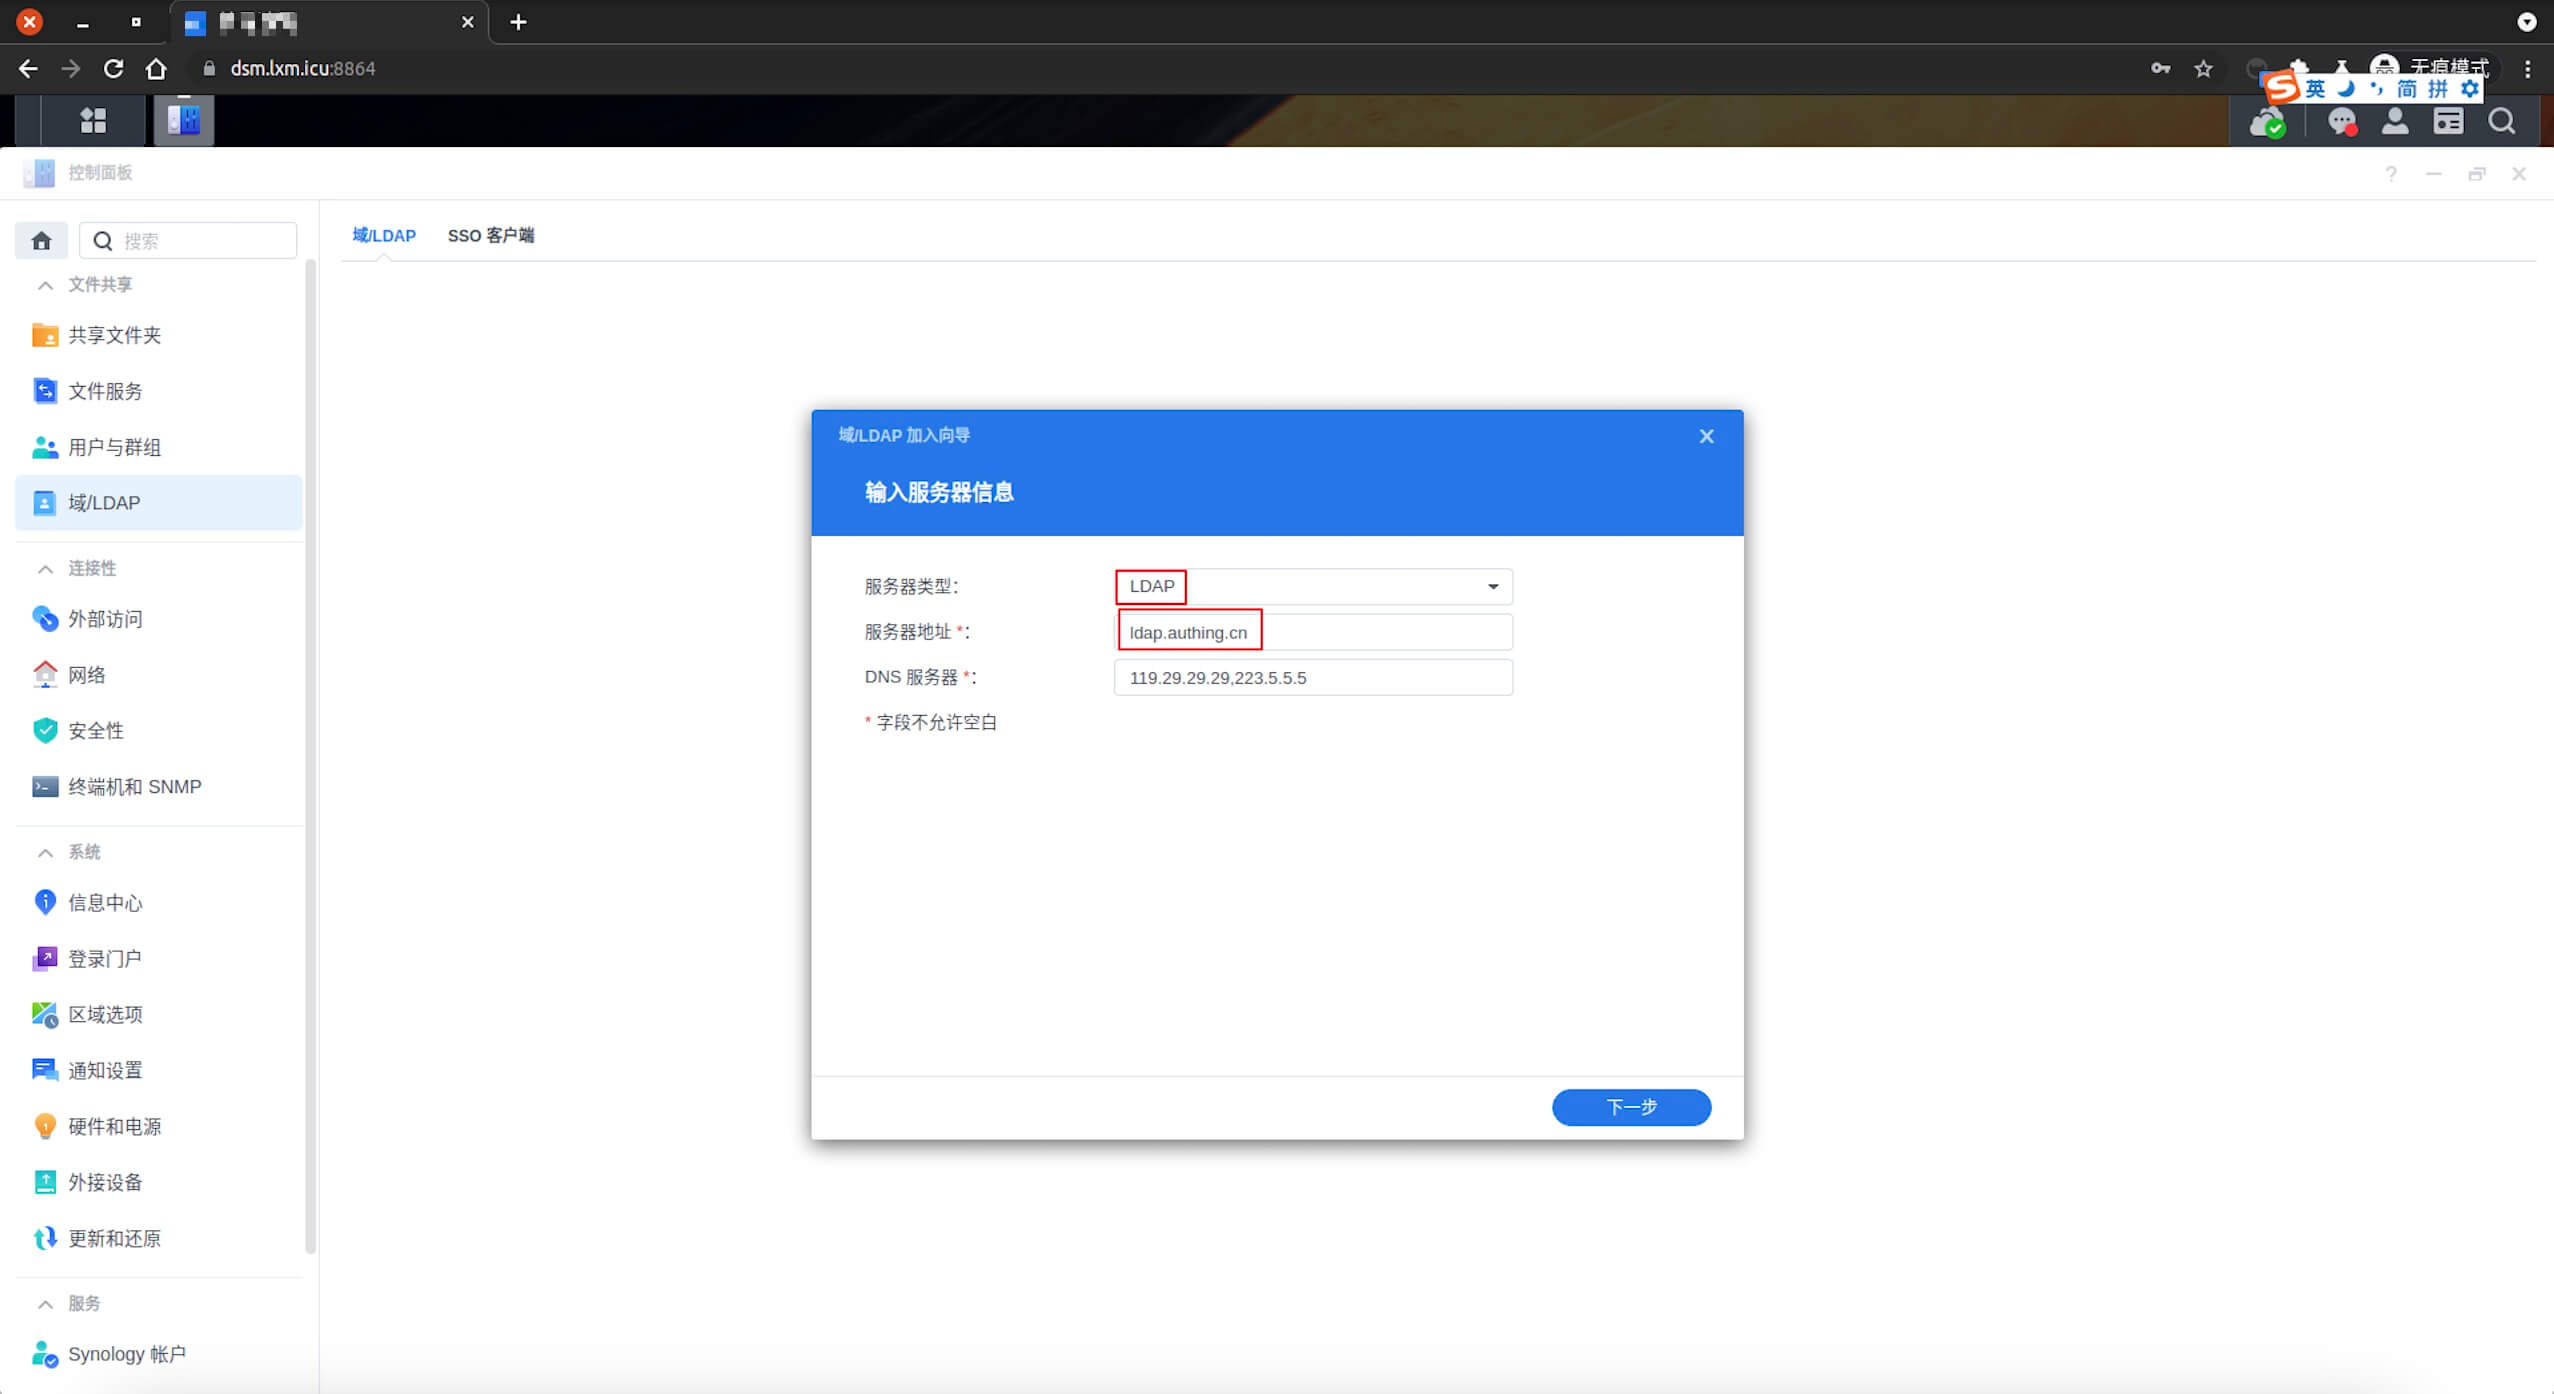 dsm.lxm.icu:8864
无痕模式
英 简 拼
控制面板
搜索
域/LDAP SSO 客户端
文件共享
共享文件夹
文件服务
用户与群组
域/LDAP
连接性
外部访问
网络
安全性
终端机和 SNMP
系统
信息中心
登录门户
区域选项
通知设置
硬件和电源
外接设备
更新和还原
服务
Synology 帐户
域/LDAP 加入向导
输入服务器信息
服务器类型: LDAP
服务器地址 *: ldap.authing.cn
DNS 服务器 *: 119.29.29.29,223.5.5.5
* 字段不允许空白
下一步